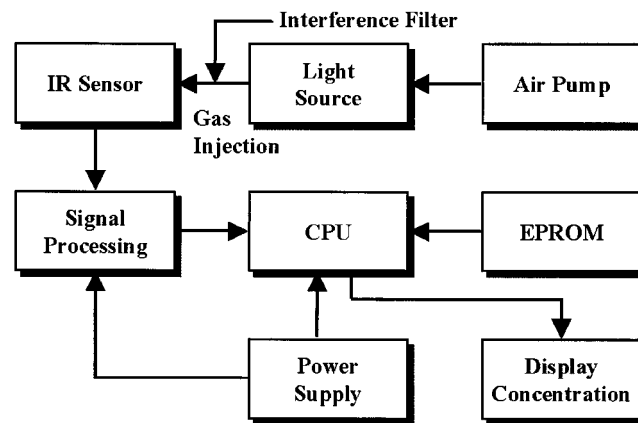 Interference Filter
IR Sensor
Light
Source
Air Pump
Gas
Injection
Signal
Processing
CPU
EPROM
Power
Supply
Display
Concentration